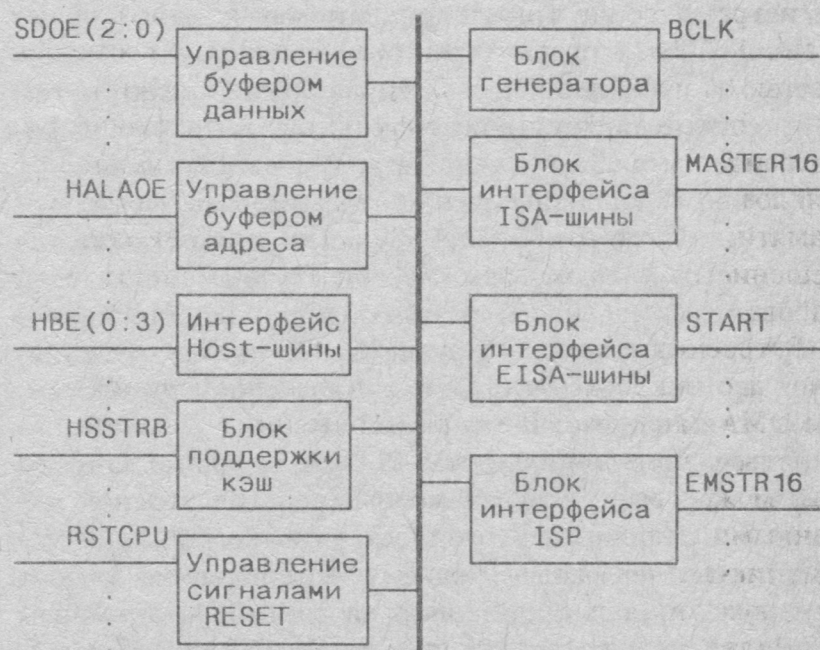 SDOE(2:0)
Управление
буфером
данных
HALAOE
Управление
буфером
адреса
HBE(0:3)
Интерфейс
Host-шины
HSSTRB
Блок
поддержки
кэш
RSTCPU
Управление
сигналами
RESET
BCLK
Блок
генератора
MASTER16
Блок
интерфейса
ISA-шины
START
Блок
интерфейса
EISA-шины
EMSTR16
Блок
интерфейса
ISP